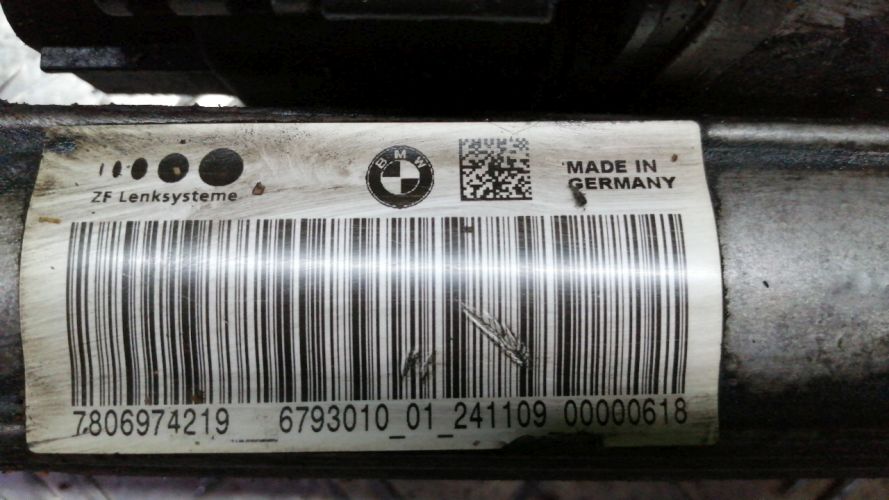 BMW
MADE IN
GERMANY
ZF Lenksysteme
7806974219 6793010_01_241109 00000618